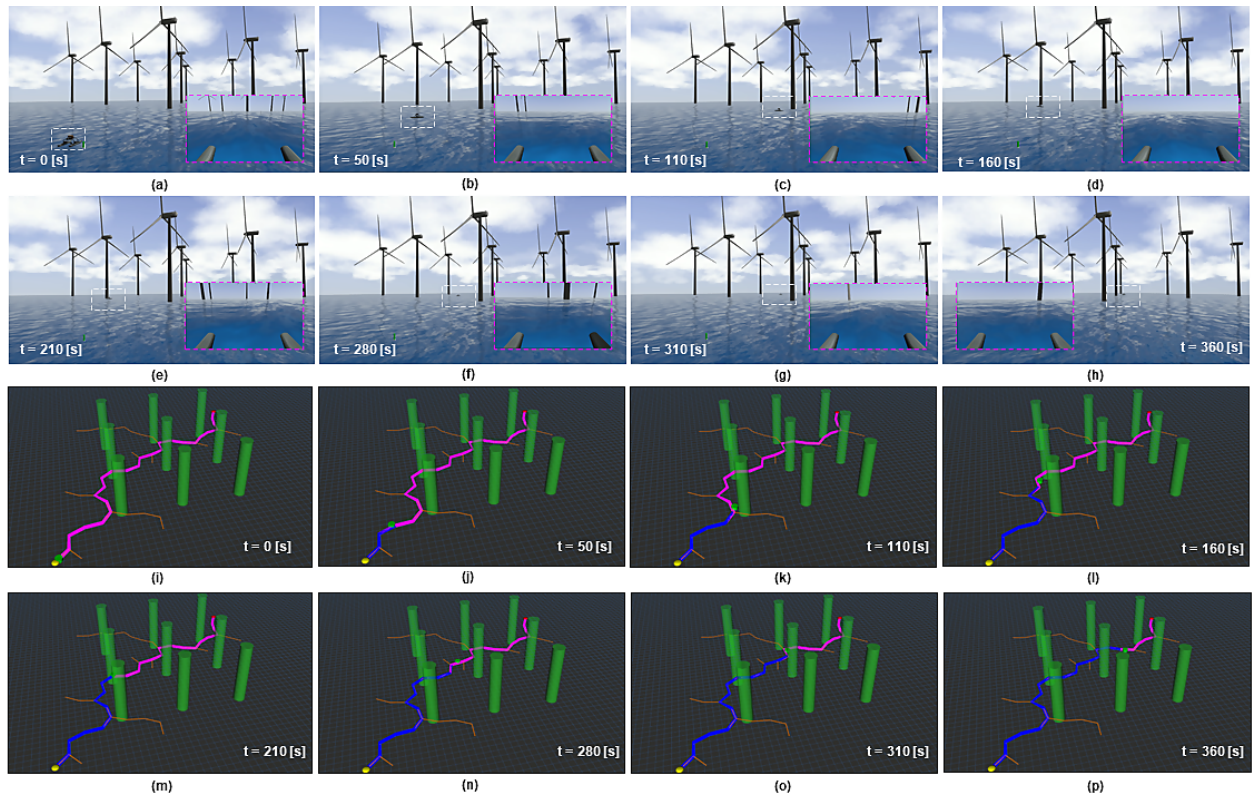 t = 0 [s]
t = 50 [s]
t = 110 [s]
t = 160 [s]
(a)
(b)
(c)
(d)
t = 210 [s]
t = 280 [s]
t = 310 [s]
t = 360 [s]
(e)
(f)
(g)
(h)
t = 0 [s]
t = 50 [s]
t = 110 [s]
t = 160 [s]
(i)
(j)
(k)
(l)
t = 210 [s]
t = 280 [s]
t = 310 [s]
t = 360 [s]
(m)
(n)
(o)
(p)